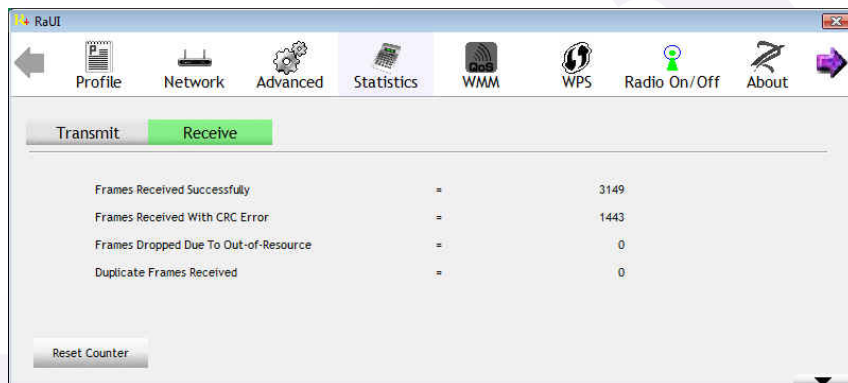 RaUI
Profile Network Advanced Statistics QoS WMM WPS Radio On/Off About
Transmit Receive
Frames Received Successfully = 3149
Frames Received With CRC Error = 1443
Frames Dropped Due To Out-of-Resource = 0
Duplicate Frames Received = 0
Reset Counter